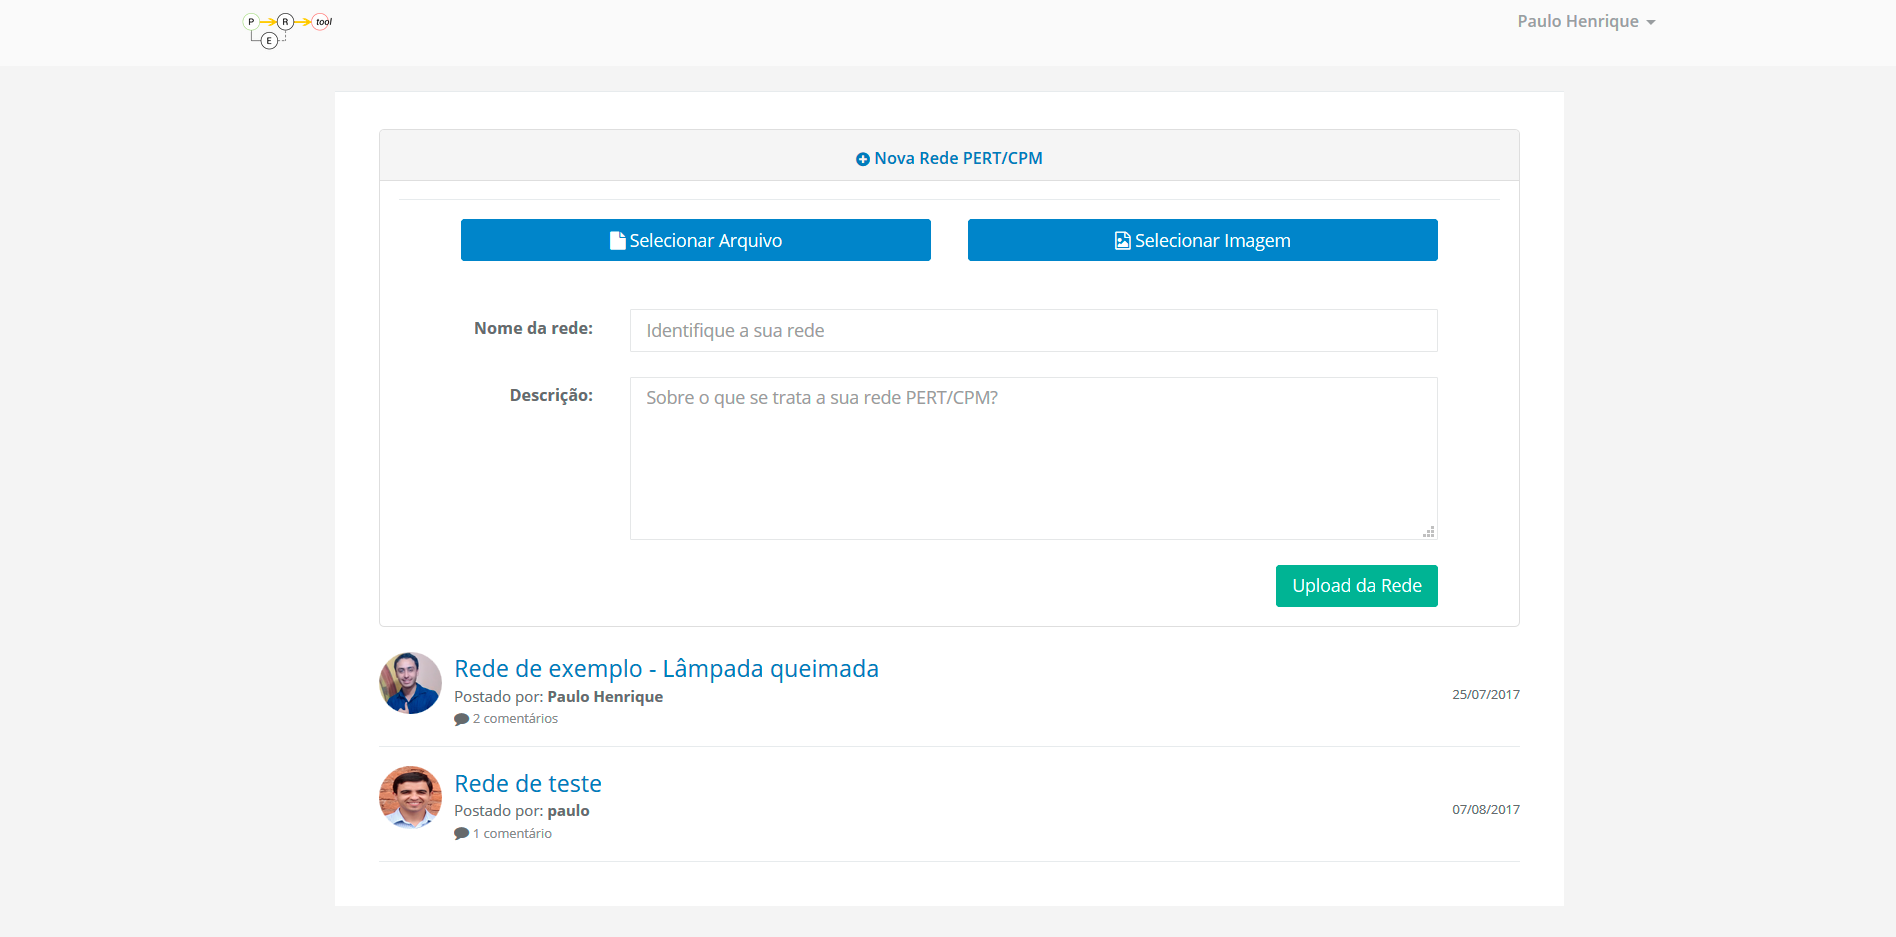 P R tool
E
Paulo Henrique
Nova Rede PERT/CPM
Selecionar Arquivo
Selecionar Imagem
Nome da rede:
Identifique a sua rede
Descrição:
Sobre o que se trata a sua rede PERT/CPM?
Upload da Rede
Rede de exemplo - Lâmpada queimada
Postado por: Paulo Henrique
25/07/2017
2 comentários
Rede de teste
Postado por: paulo
07/08/2017
1 comentário